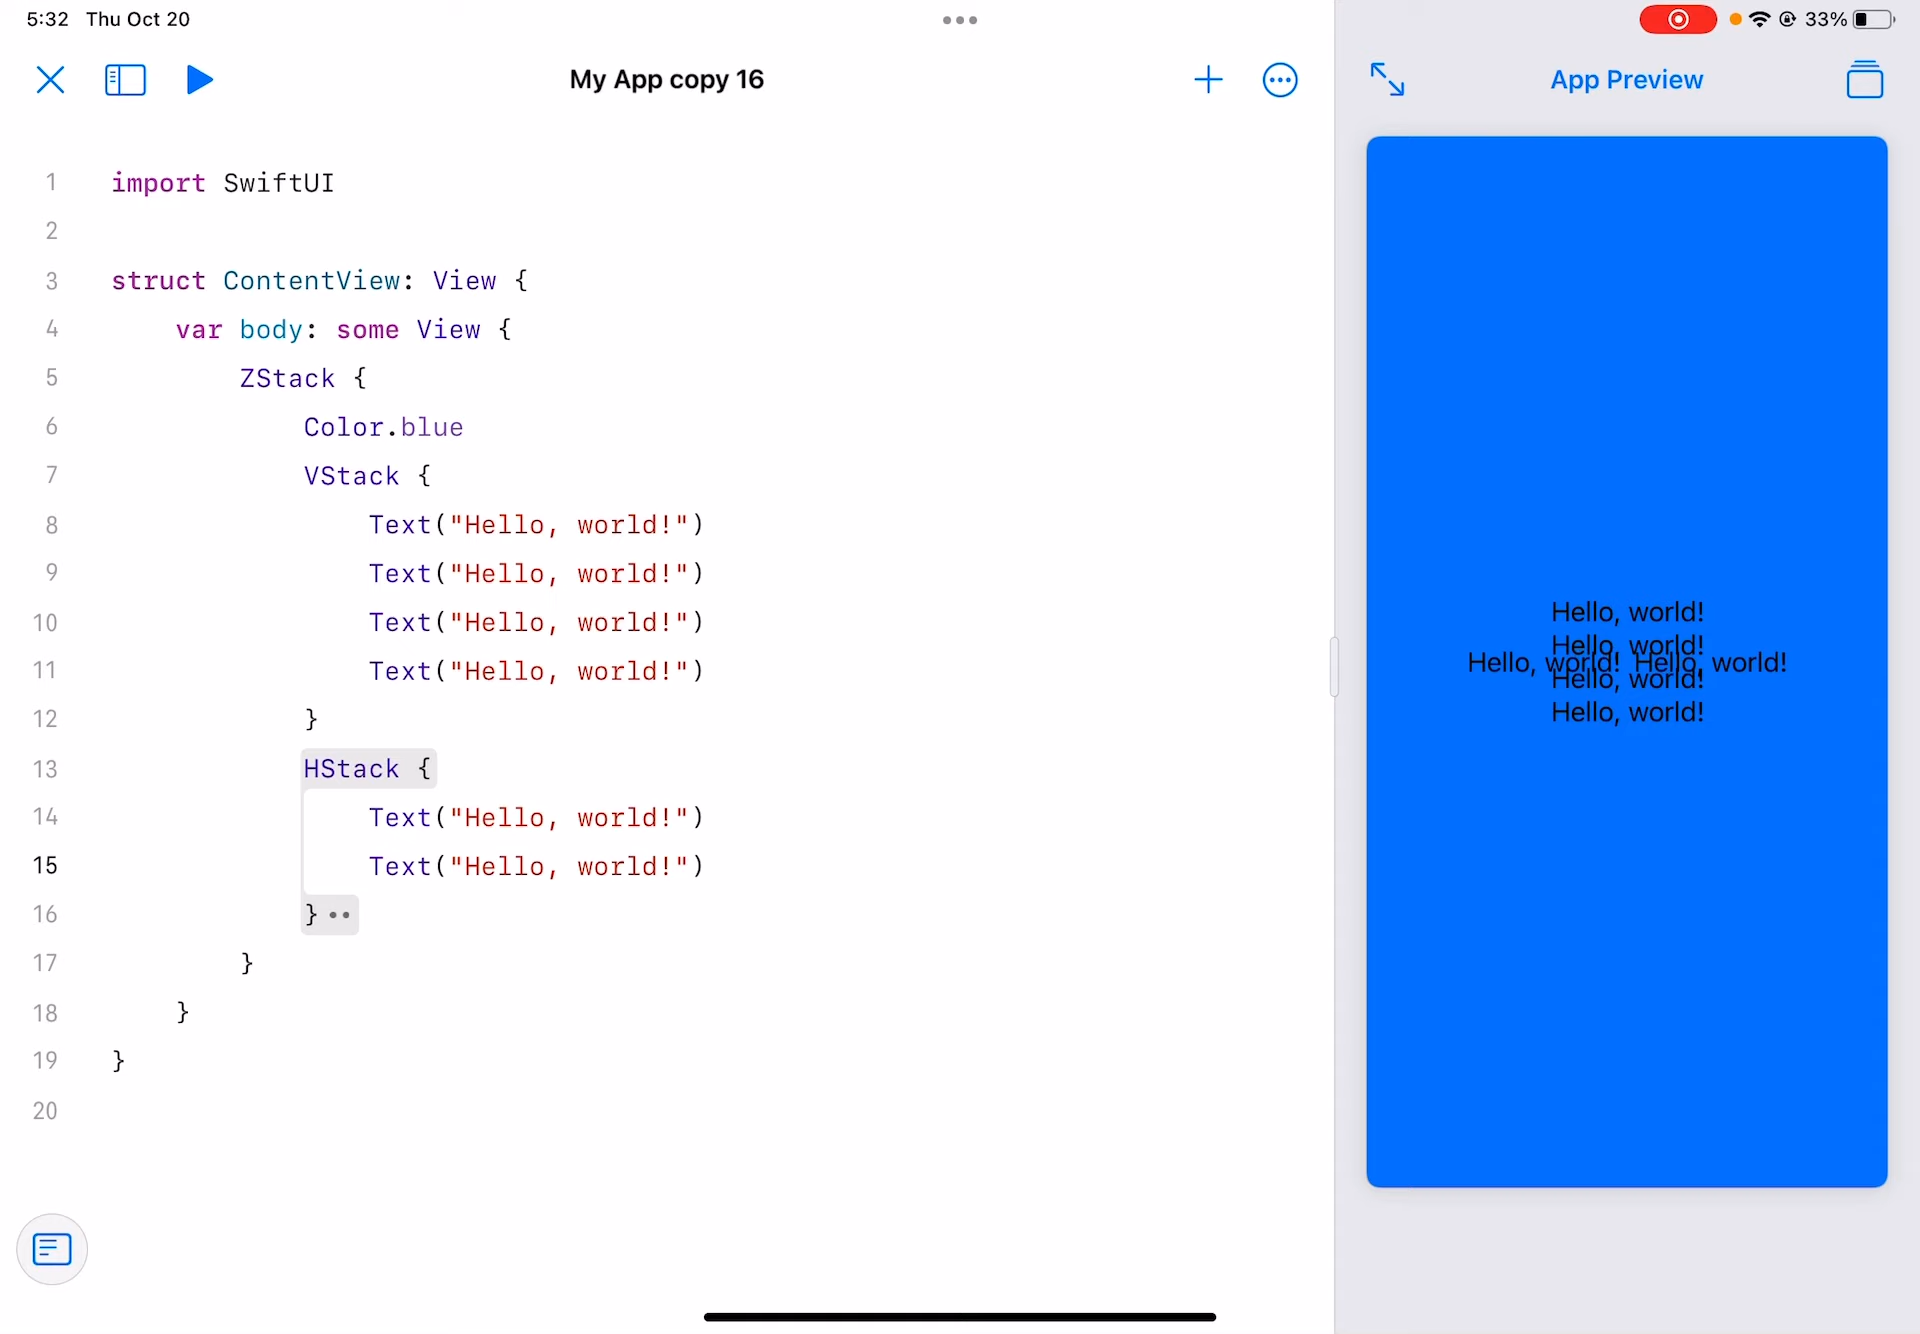 5:32 Thu Oct 20
33%
My App copy 16
App Preview
1 import SwiftUI
2
3 struct ContentView: View {
4 var body: some View {
5 ZStack {
6 Color.blue
7 VStack {
8 Text("Hello, world!")
9 Text("Hello, world!")
10 Text("Hello, world!")
11 Text("Hello, world!")
12 }
13 HStack {
14 Text("Hello, world!")
15 Text("Hello, world!")
16 }
17 }
18 }
19 }
20
Hello, world!
Hello, world!
Hello, world! Hello, world!
Hello, world!
Hello, world!